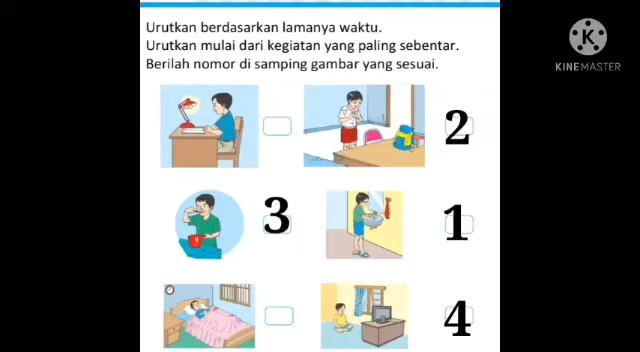 Urutkan berdasarkan lamanya waktu.
Urutkan mulai dari kegiatan yang paling sebentar.
Berilah nomor di samping gambar yang sesuai.
KINEMASTER
2
3
1
4